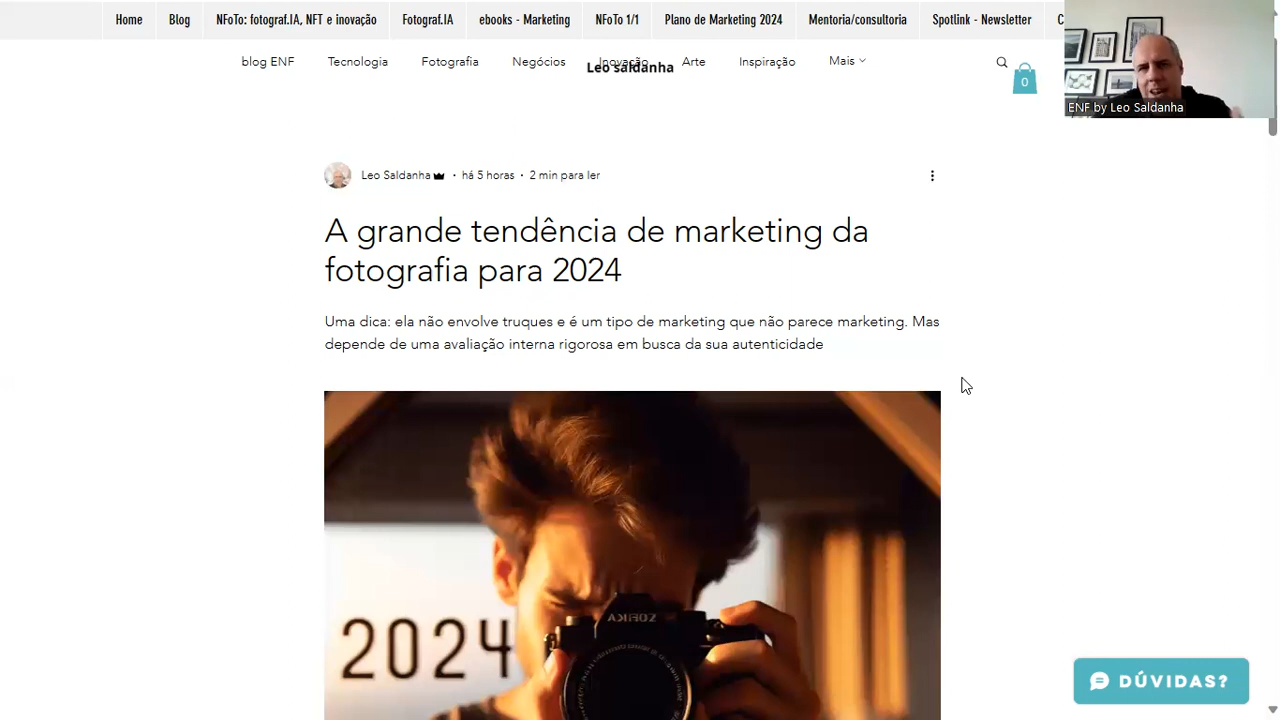 Home Blog NFoTo: fotograf.IA, NFT e inovação Fotograf.IA ebooks - Marketing NFoTo 1/1 Plano de Marketing 2024 Mentoria/consultoria Spotlink - Newsletter
blog ENF Tecnologia Fotografia Negócios Inovação Arte Inspiração Mais
Leo saldanha
0
ENF by Leo Saldanha
Leo Saldanha · há 5 horas · 2 min para ler
A grande tendência de marketing da
fotografia para 2024
Uma dica: ela não envolve truques e é um tipo de marketing que não parece marketing. Mas
depende de uma avaliação interna rigorosa em busca da sua autenticidade
2024
DÚVIDAS?